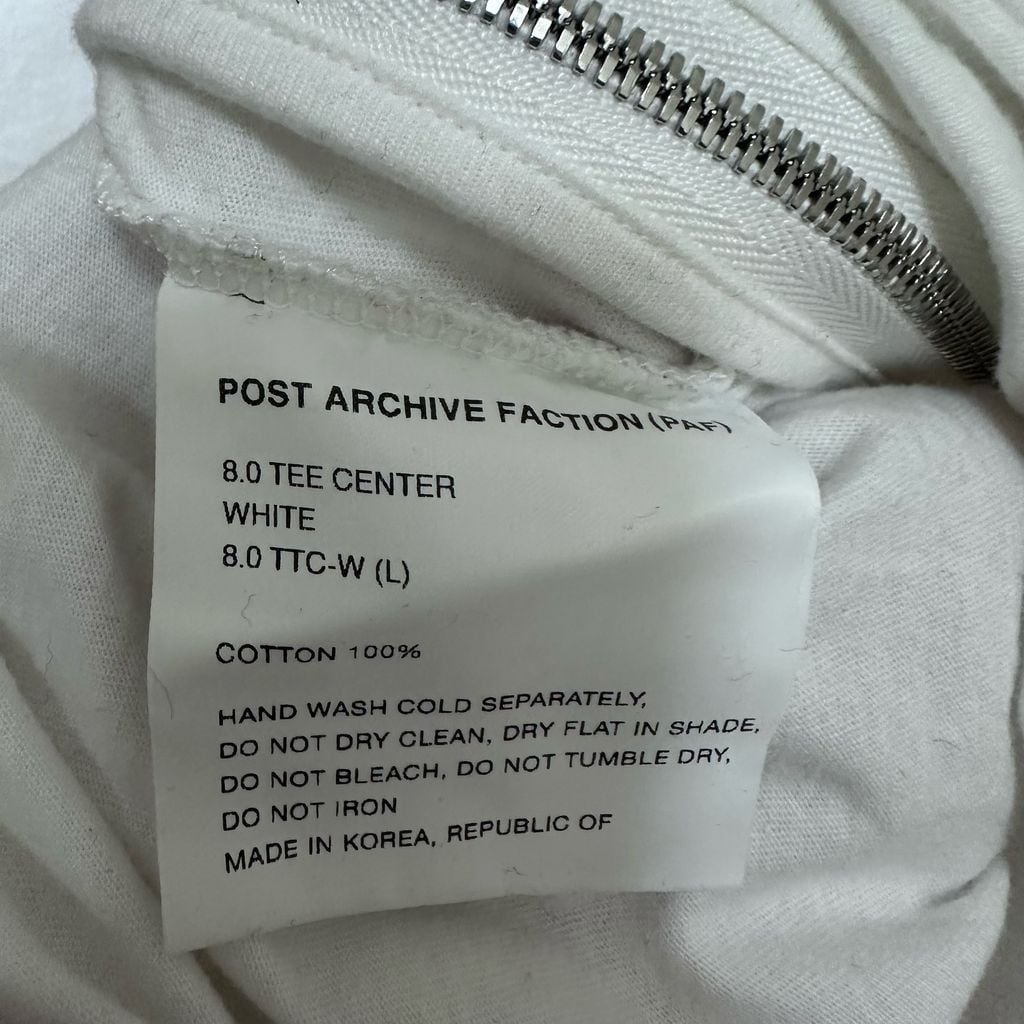 POST ARCHIVE FACTION (PAF)
8.0 TEE CENTER
WHITE
8.0 TTC-W (L)
COTTON 100%
HAND WASH COLD SEPARATELY,
DO NOT DRY CLEAN, DRY FLAT IN SHADE,
DO NOT BLEACH, DO NOT TUMBLE DRY,
DO NOT IRON
MADE IN KOREA, REPUBLIC OF